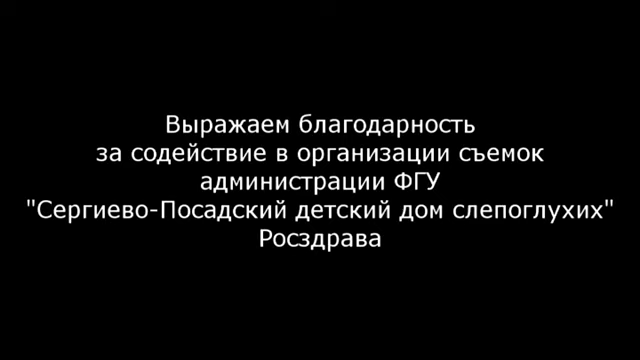 Выражаем благодарность
за содействие в организации съемок
администрации ФГУ
"Сергиево-Посадский детский дом слепоглухих"
Росздрава